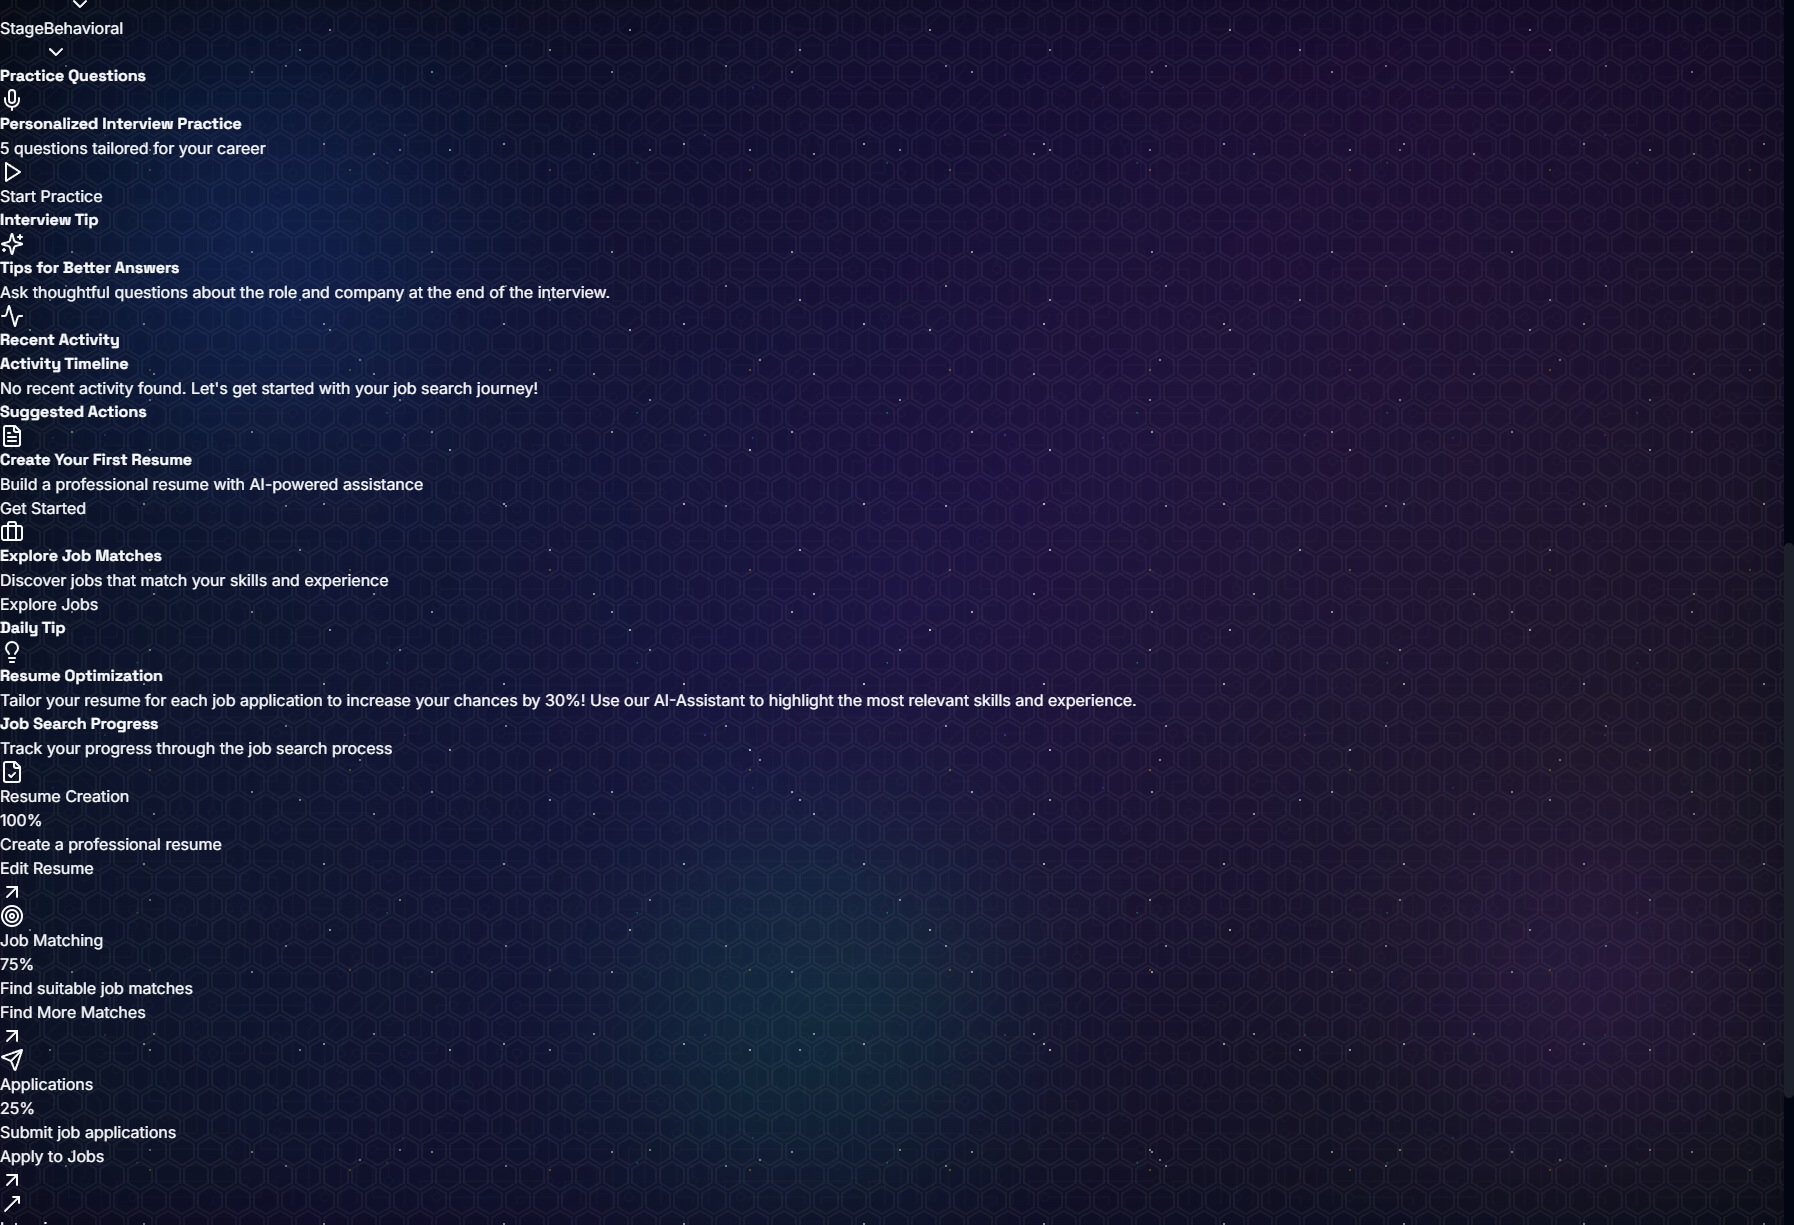 StageBehavioral
Practice Questions
Personalized Interview Practice
5 questions tailored for your career
Start Practice
Interview Tip
Tips for Better Answers
Ask thoughtful questions about the role and company at the end of the interview.
Recent Activity
Activity Timeline
No recent activity found. Let's get started with your job search journey!
Suggested Actions
Create Your First Resume
Build a professional resume with AI-powered assistance
Get Started
Explore Job Matches
Discover jobs that match your skills and experience
Explore Jobs
Daily Tip
Resume Optimization
Tailor your resume for each job application to increase your chances by 30%! Use our AI-Assistant to highlight the most relevant skills and experience.
Job Search Progress
Track your progress through the job search process
Resume Creation
100%
Create a professional resume
Edit Resume
Job Matching
75%
Find suitable job matches
Find More Matches
Applications
25%
Submit job applications
Apply to Jobs